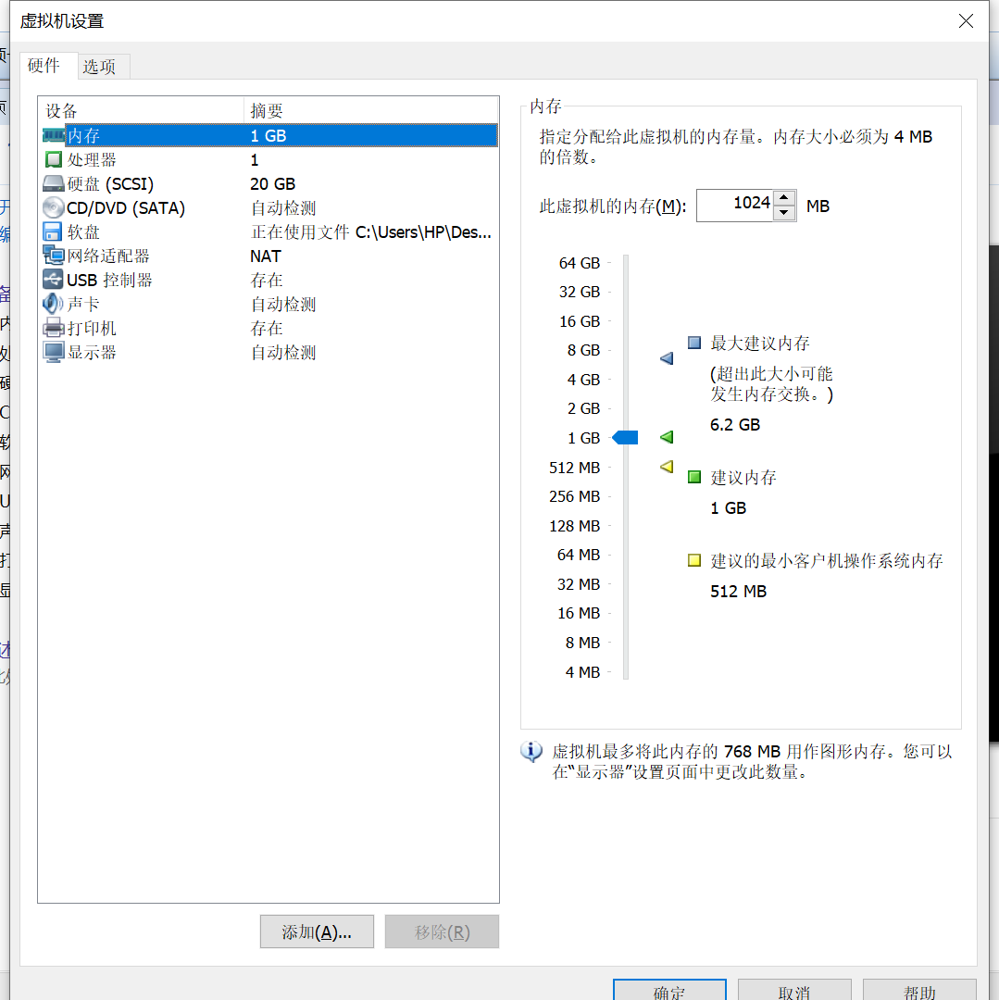 虚拟机设置
硬件 选项
设备 摘要
内存 1 GB
处理器 1
硬盘 (SCSI) 20 GB
CD/DVD (SATA) 自动检测
软盘 正在使用文件 C:\Users\HP\Des...
网络适配器 NAT
USB 控制器 存在
声卡 自动检测
打印机 存在
显示器 自动检测
添加(A)... 移除(R)
内存
指定分配给此虚拟机的内存量。内存大小必须为 4 MB
的倍数。
此虚拟机的内存(M): 1024 MB
64 GB
32 GB
16 GB
8 GB
4 GB
2 GB
1 GB
512 MB
256 MB
128 MB
64 MB
32 MB
16 MB
8 MB
4 MB
最大建议内存
(超出此大小可能
发生内存交换。)
6.2 GB
建议内存
1 GB
建议的最小客户机操作系统内存
512 MB
虚拟机最多将此内存的 768 MB 用作图形内存。您可以
在“显示器”设置页面中更改此数量。
确定 取消 帮助